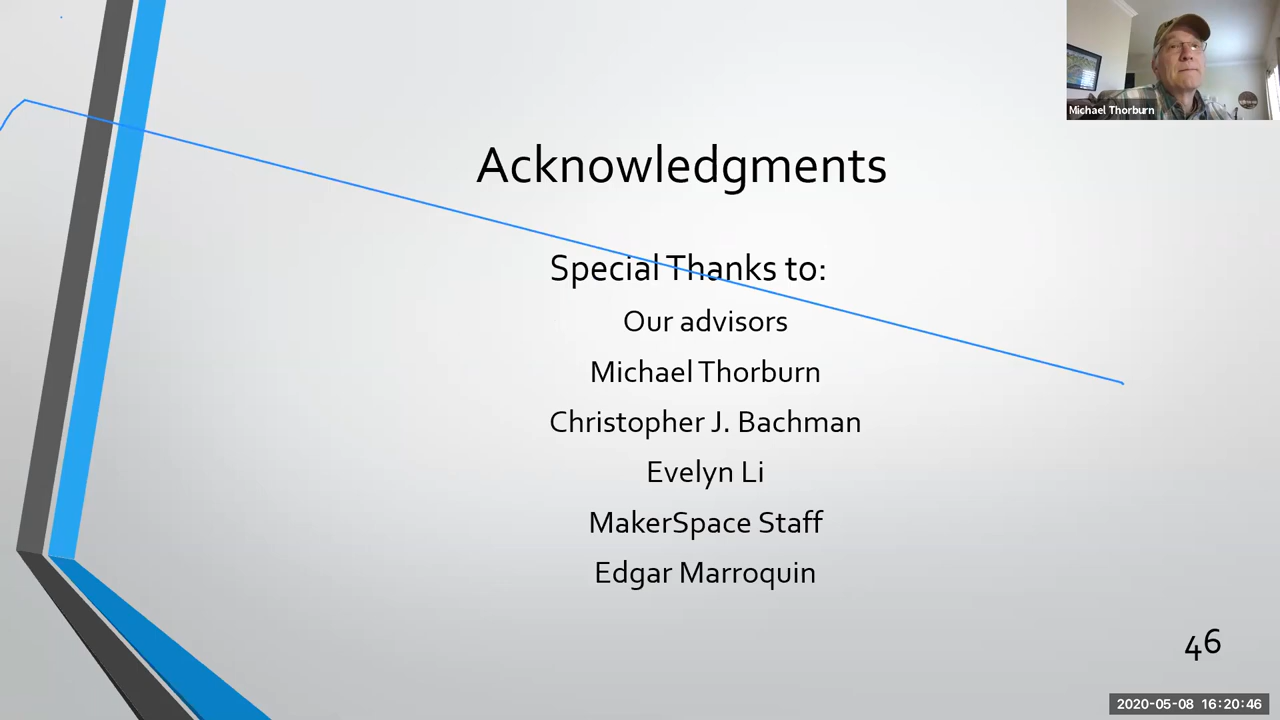 Michael Thorburn
Acknowledgments
Special Thanks to:
Our advisors
Michael Thorburn
Christopher J. Bachman
Evelyn Li
MakerSpace Staff
Edgar Marroquin
46
2020-05-08 16:20:46